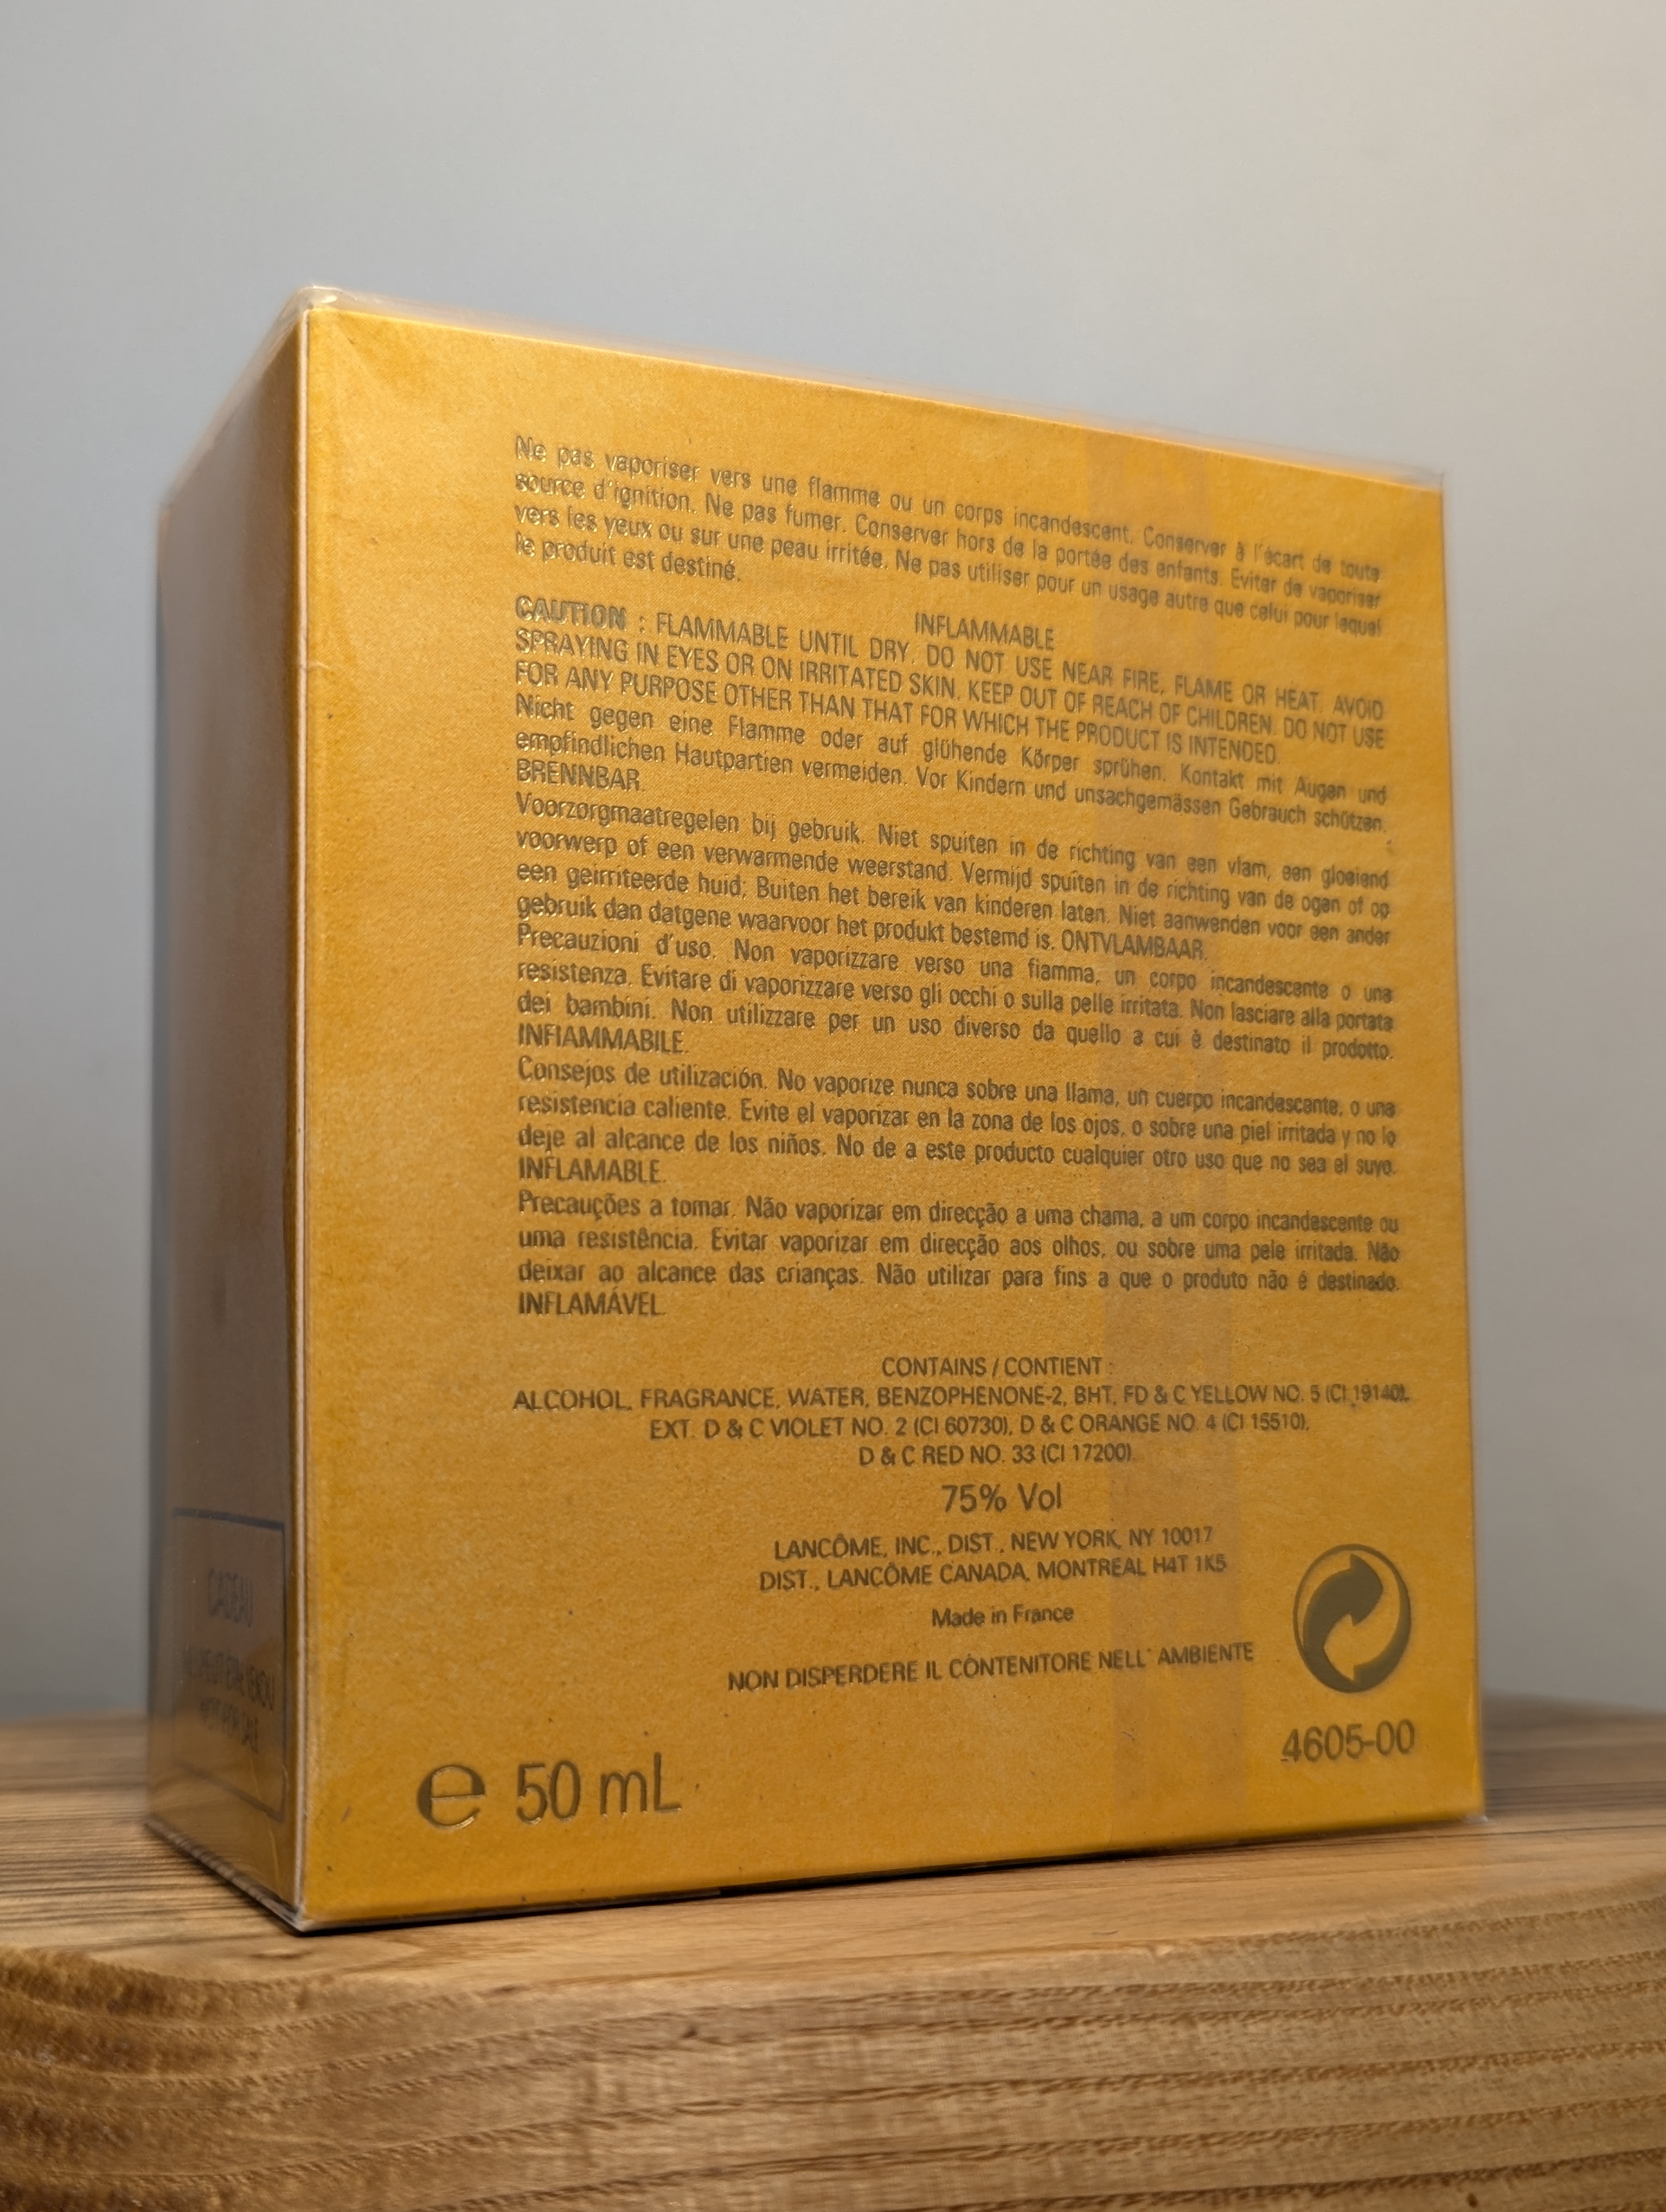 Ne pas vaporiser vers une flamme ou un corps incandescent. Conserver à l'écart de toute
source d'ignition. Ne pas fumer. Conserver hors de la portée des enfants. Eviter de vaporiser
vers les yeux ou sur une peau irritée. Ne pas utiliser pour un usage autre que celui pour lequel
le produit est destiné.
INFLAMMABLE
CAUTION : FLAMMABLE UNTIL DRY. DO NOT USE NEAR FIRE, FLAME OR HEAT. AVOID
SPRAYING IN EYES OR ON IRRITATED SKIN. KEEP OUT OF REACH OF CHILDREN. DO NOT USE
FOR ANY PURPOSE OTHER THAN THAT FOR WHICH THE PRODUCT IS INTENDED.
Nicht gegen eine Flamme oder auf glühende Körper sprühen. Kontakt mit Augen und
empfindlichen Hautpartien vermeiden. Vor Kindern und unsachgemässen Gebrauch schützen.
BRENNBAR.
Voorzorgmaatregelen bij gebruik. Niet spuiten in de richting van een vlam, een gloeiend
voorwerp of een verwarmende weerstand. Vermijd spuiten in de richting van de ogen of op
een geirriteerde huid; Buiten het bereik van kinderen laten. Niet aanwenden voor een ander
gebruik dan datgene waarvoor het produkt bestemd is. ONTVLAMBAAR.
Precauzioni d'uso. Non vaporizzare verso una fiamma, un corpo incandescente o una
resistenza. Evitare di vaporizzare verso gli occhi o sulla pelle irritata. Non lasciare alla portata
dei bambini. Non utilizzare per un uso diverso da quello a cui è destinato il prodotto.
INFIAMMABILE.
Consejos de utilización. No vaporize nunca sobre una llama, un cuerpo incandescente, o una
resistencia caliente. Evite el vaporizar en la zona de los ojos, o sobre una piel irritada y no lo
deje al alcance de los niños. No de a este producto cualquier otro uso que no sea el suyo.
INFLAMABLE.
Precauções a tomar. Não vaporizar em direcção a uma chama, a um corpo incandescente ou
uma resistência. Evitar vaporizar em direcção aos olhos, ou sobre uma pele irritada. Não
deixar ao alcance das crianças. Não utilizar para fins a que o produto não é destinado.
INFLAMÁVEL.
CONTAINS / CONTIENT :
ALCOHOL, FRAGRANCE, WATER, BENZOPHENONE-2, BHT, FD & C YELLOW NO. 5 (CI 19140),
EXT. D & C VIOLET NO. 2 (CI 60730), D & C ORANGE NO. 4 (CI 15510),
D & C RED NO. 33 (CI 17200).
75% Vol
LANCÔME, INC., DIST., NEW YORK, NY 10017
DIST., LANCÔME CANADA, MONTREAL H4T 1K5
Made in France
NON DISPERDERE IL CONTENITORE NELL' AMBIENTE
4605-00
e 50 mL
CADEAU
NE PEUT ETRE VENDU
NOT FOR SALE